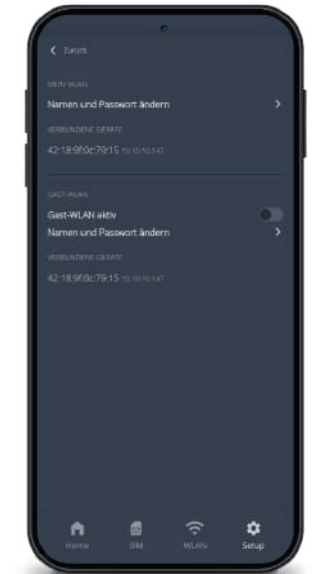 Zurück
MEIN WLAN
Namen und Passwort ändern
VERBUNDENE GERÄTE
42:18:9f:0c:79:15 10.10.10.147
GAST-WLAN
Gast-WLAN aktiv
Namen und Passwort ändern
VERBUNDENE GERÄTE
42:18:9f:0c:79:15 10.10.10.147
Home SIM WLAN Setup